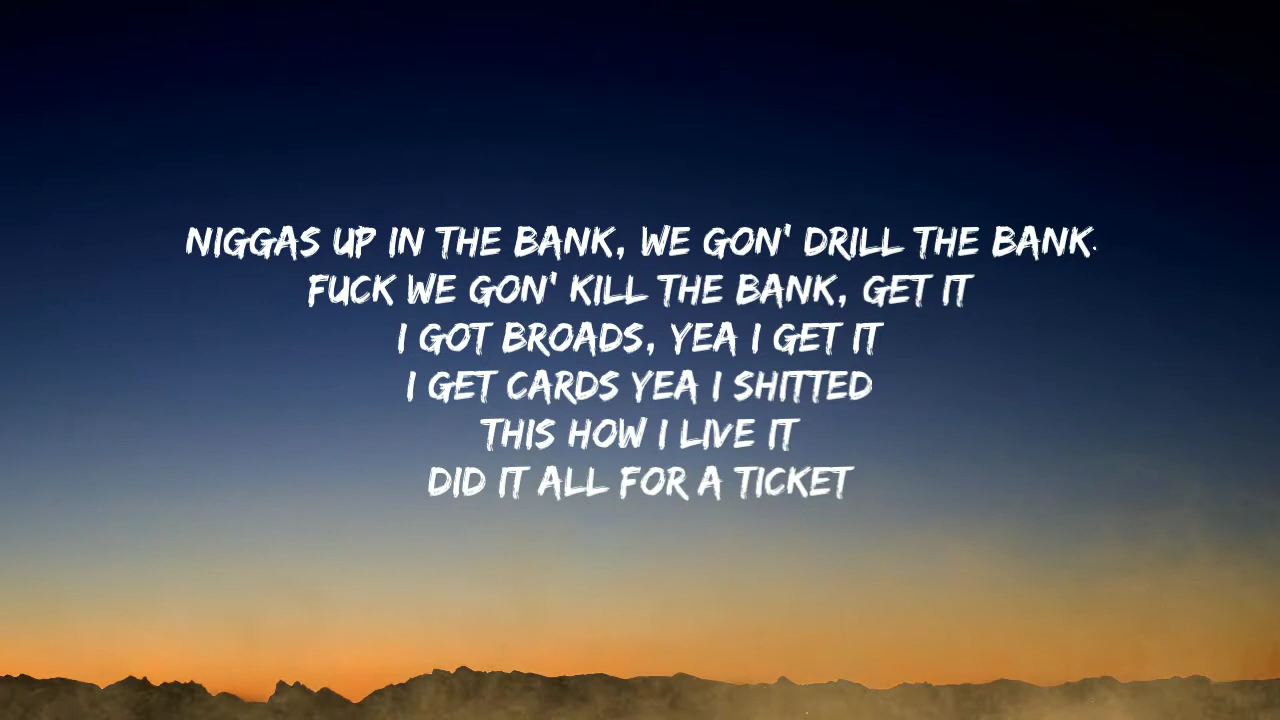 NIGGAS UP IN THE BANK, WE GON' DRILL THE BANK.
FUCK WE GON' KILL THE BANK, GET IT
I GOT BROADS, YEA I GET IT
I GET CARDS YEA I SHITTED
THIS HOW I LIVE IT
DID IT ALL FOR A TICKET